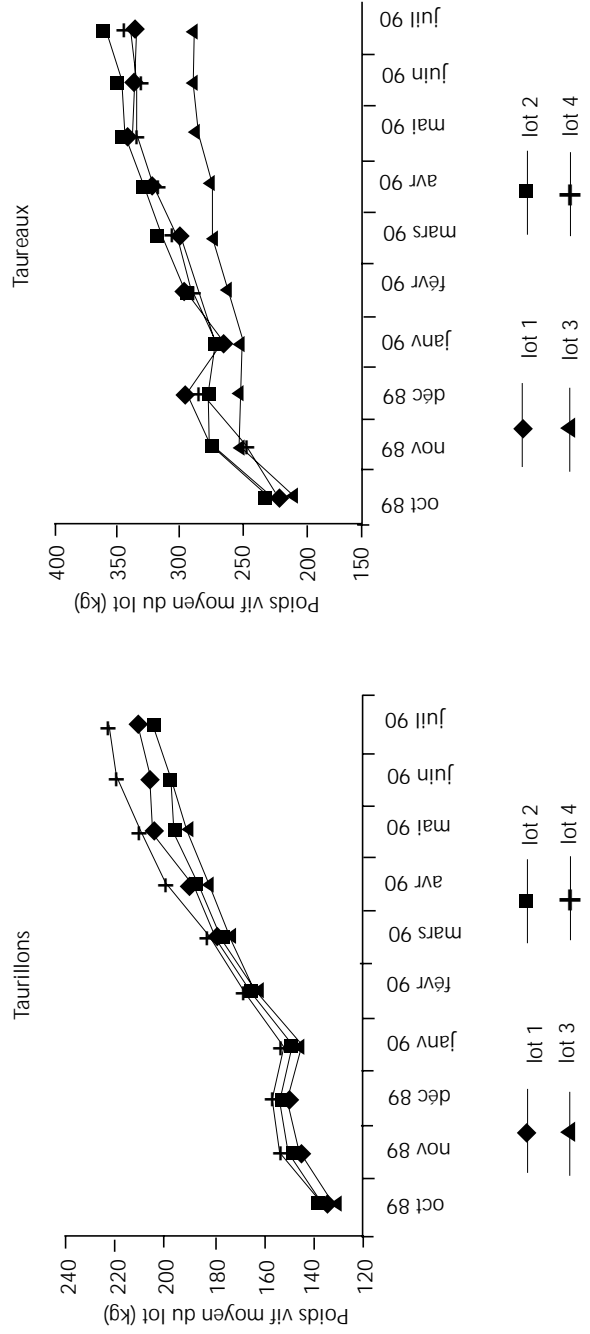 Taurillons
Poids vif moyen du lot (kg)
240
220
200
180
160
140
120
oct 89
nov 89
déc 89
janv 90
févr 90
mars 90
avr 90
mai 90
juin 90
juil 90
lot 1
lot 2
lot 3
lot 4
Taureaux
Poids vif moyen du lot (kg)
400
350
300
250
200
150
oct 89
nov 89
déc 89
janv 90
févr 90
mars 90
avr 90
mai 90
juin 90
juil 90
lot 1
lot 2
lot 3
lot 4